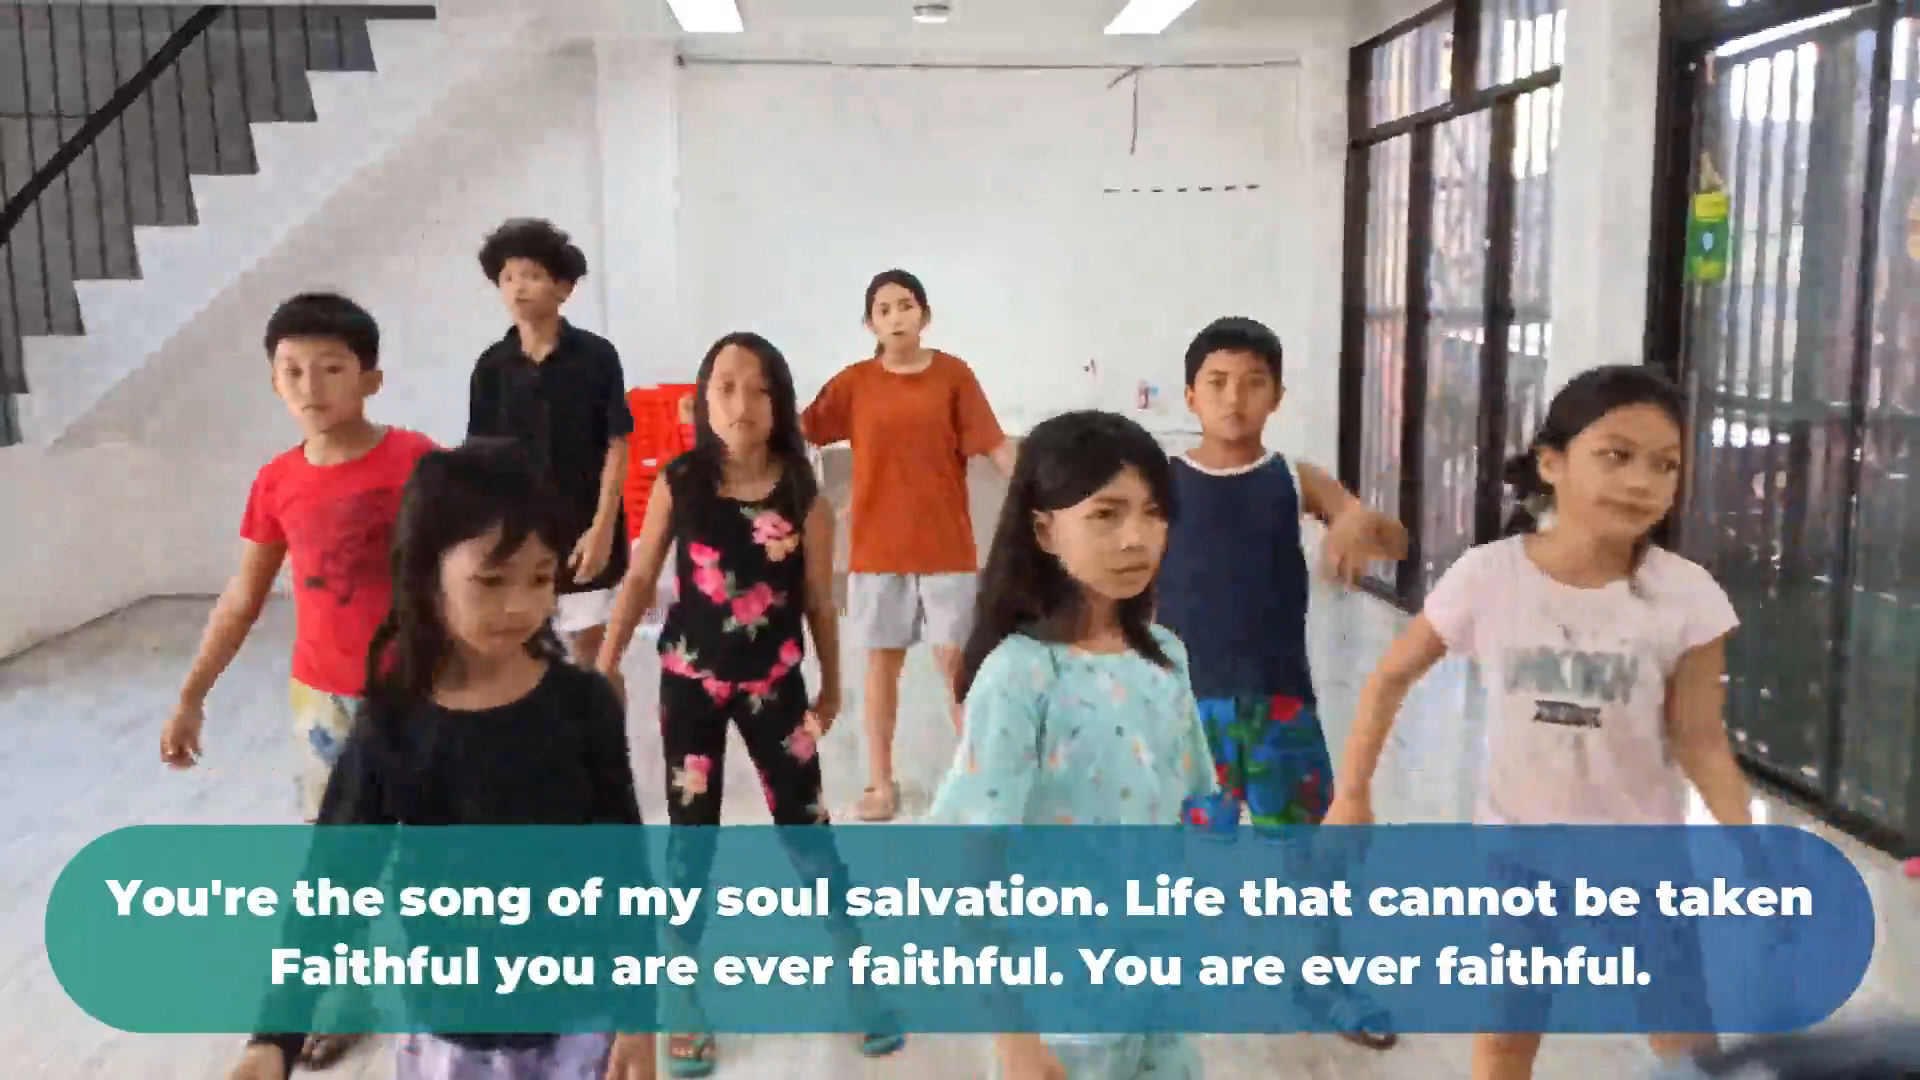 You're the song of my soul salvation. Life that cannot be taken
Faithful you are ever faithful. You are ever faithful.